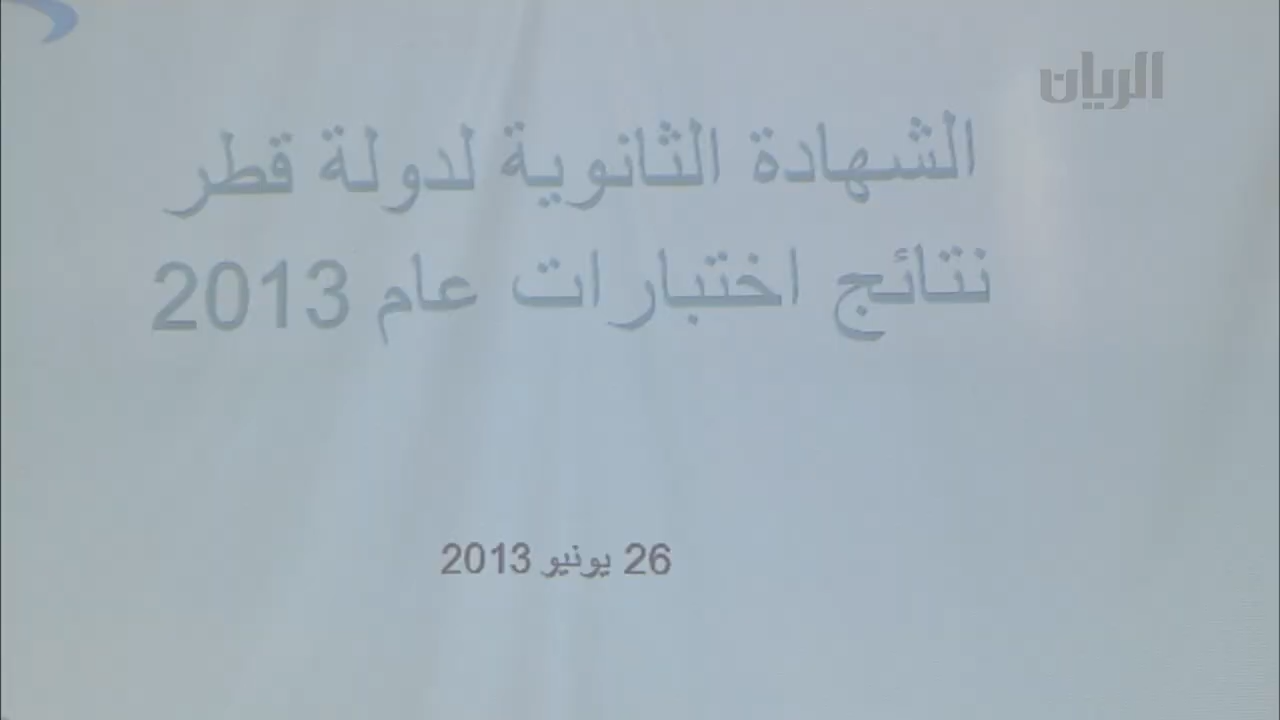 الريان
الشهادة الثانوية لدولة قطر
نتائج اختبارات عام 2013
26 يونيو 2013